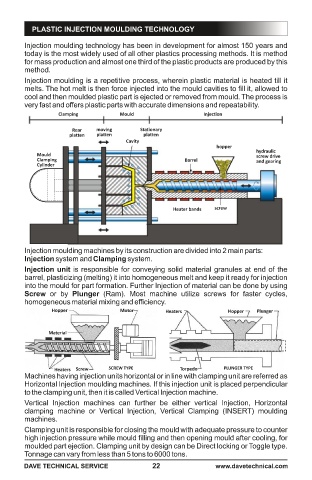 PLASTIC INJECTION MOULDING TECHNOLOGY
Injection moulding technology has been in development for almost 150 years and
today is the most widely used of all other plastics processing methods. It is method
for mass production and almost one third of the plastic products are produced by this
method.
Injection moulding is a repetitive process, wherein plastic material is heated till it
melts. The hot melt is then force injected into the mould cavities to fill it, allowed to
cool and then moulded plastic part is ejected or removed from mould. The process is
very fast and offers plastic parts with accurate dimensions and repeatability.
Clamping Mould Injection
Rear platten
moving platten
Stationary platten
Cavity
hopper
Mould Clamping Cylinder
Barrel
hydraulic screw drive and gearing
Heater bands
screw
Injection moulding machines by its construction are divided into 2 main parts:
Injection system and Clamping system.
Injection unit is responsible for conveying solid material granules at end of the
barrel, plasticizing (melting) it into homogeneous melt and keep it ready for injection
into the mould for part formation. Further Injection of material can be done by using
Screw or by Plunger (Ram). Most machine utilize screws for faster cycles,
homogeneous material mixing and efficiency.
Hopper Motor Heaters Hopper Plunger
Material
Heaters Screw SCREW TYPE Torpedo PLUNGER TYPE
Machines having injection units horizontal or in line with clamping unit are referred as
Horizontal Injection moulding machines. If this injection unit is placed perpendicular
to the clamping unit, then it is called Vertical Injection machine.
Vertical Injection machines can further be either vertical Injection, Horizontal
clamping machine or Vertical Injection, Vertical Clamping (INSERT) moulding
machines.
Clamping unit is responsible for closing the mould with adequate pressure to counter
high injection pressure while mould filling and then opening mould after cooling, for
moulded part ejection. Clamping unit by design can be Direct locking or Toggle type.
Tonnage can vary from less than 5 tons to 6000 tons.
DAVE TECHNICAL SERVICE 22 www.davetechnical.com